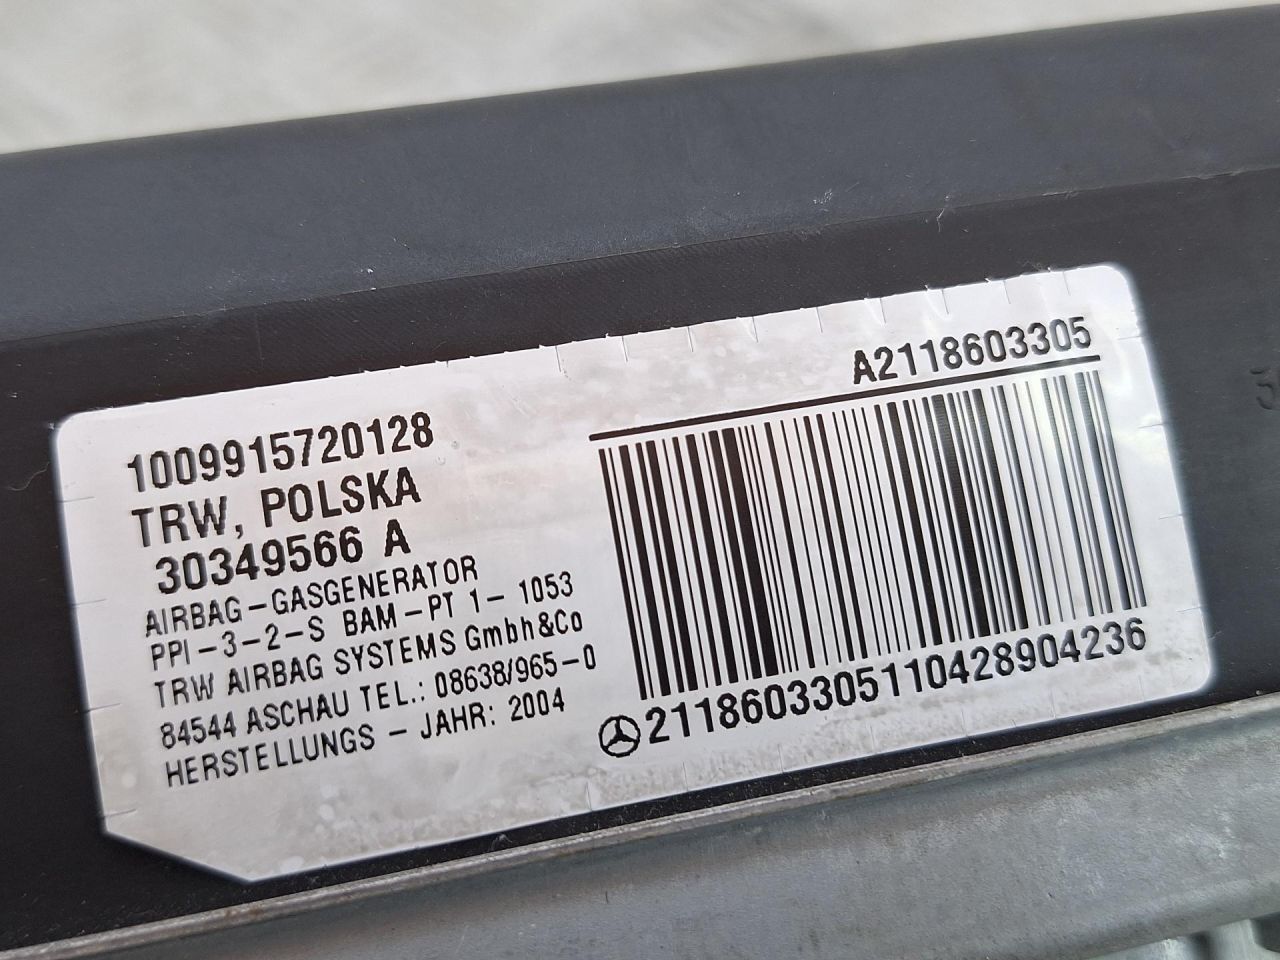 A2118603305
1009915720128
TRW, POLSKA
30349566 A
AIRBAG-GASGENERATOR
PPI-3-2-S BAM-PT 1- 1053
TRW AIRBAG SYSTEMS Gmbh&Co
84544 ASCHAU TEL.: 08638/965-0
HERSTELLUNGS - JAHR: 2004
2118603305110428904236